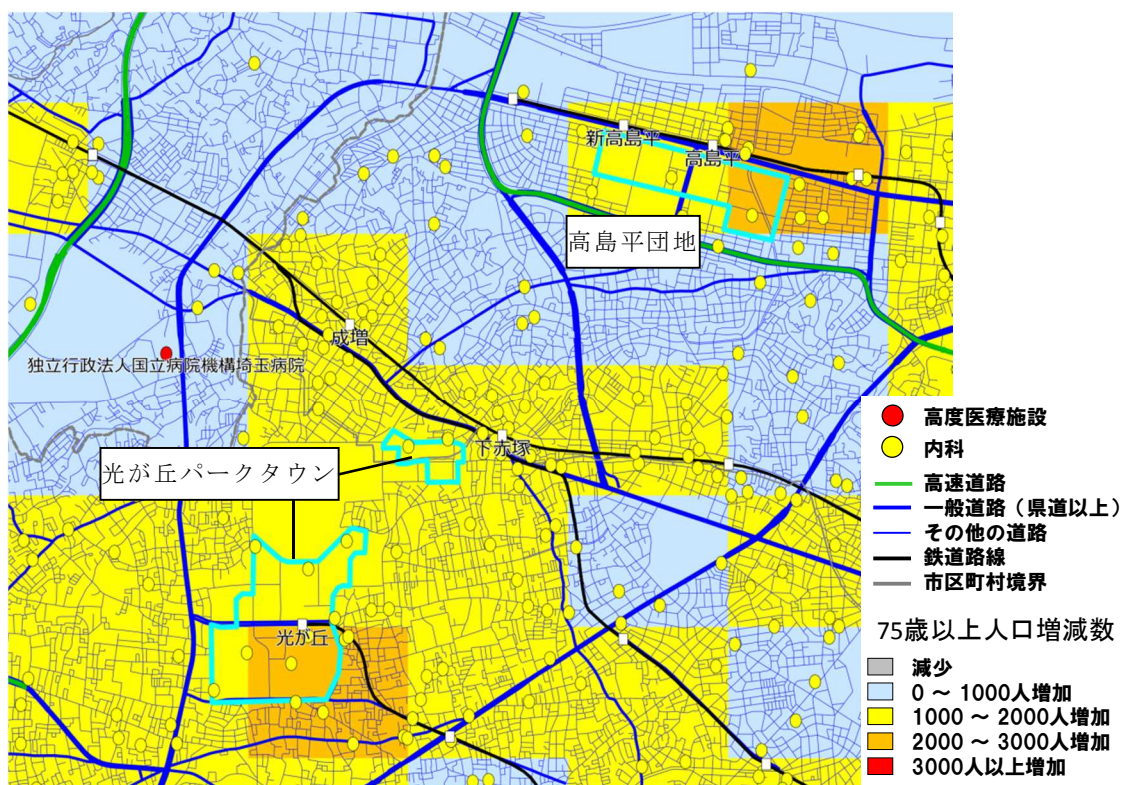 新高島平
高島平
高島平団地
成増
独立行政法人国立病院機構埼玉病院
下赤塚
光が丘パークタウン
光が丘
高度医療施設
内科
高速道路
一般道路（県道以上）
その他の道路
鉄道路線
市区町村境界
75歳以上人口増減数
減少
0 ～ 1000人増加
1000 ～ 2000人増加
2000 ～ 3000人増加
3000人以上増加